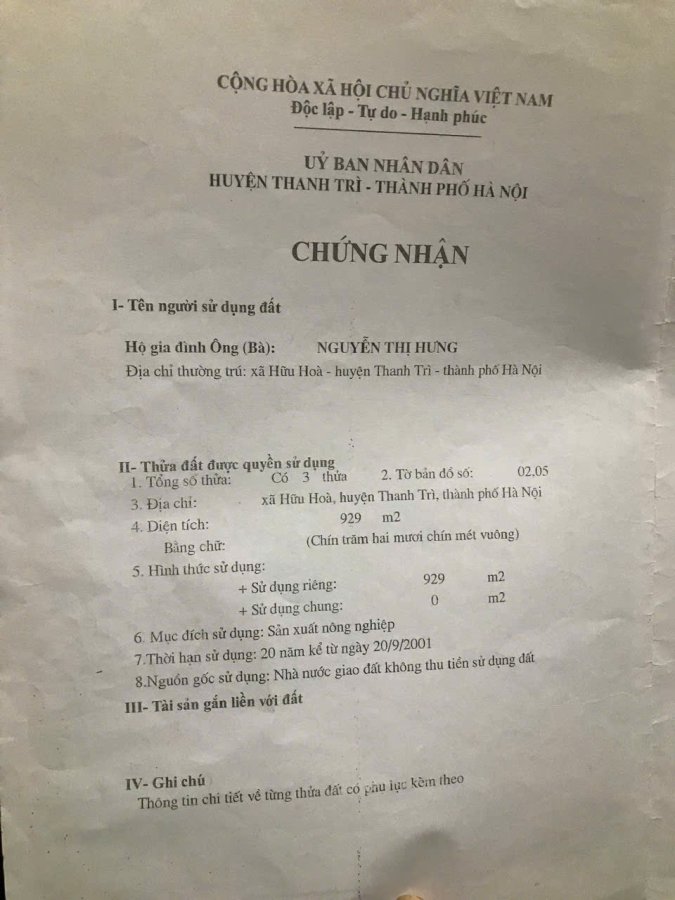 CỘNG HÒA XÃ HỘI CHỦ NGHĨA VIỆT NAM
Độc lập - Tự do - Hạnh phúc
UỶ BAN NHÂN DÂN
HUYỆN THANH TRÌ - THÀNH PHỐ HÀ NỘI
CHỨNG NHẬN
I- Tên người sử dụng đất
Hộ gia đình Ông (Bà): NGUYỄN THỊ HƯNG
Địa chỉ thường trú: xã Hữu Hoà - huyện Thanh Trì - thành phố Hà Nội
II- Thửa đất được quyền sử dụng
1. Tổng số thửa: Có 3 thửa 2. Tờ bản đồ số: 02,05
3. Địa chỉ: xã Hữu Hoà, huyện Thanh Trì, thành phố Hà Nội
4. Diện tích: 929 m2
Bằng chữ: (Chín trăm hai mươi chín mét vuông)
5. Hình thức sử dụng:
+ Sử dụng riêng: 929 m2
+ Sử dụng chung: 0 m2
6. Mục đích sử dụng: Sản xuất nông nghiệp
7.Thời hạn sử dụng: 20 năm kể từ ngày 20/9/2001
8.Nguồn gốc sử dụng: Nhà nước giao đất không thu tiền sử dụng đất
III- Tài sản gắn liền với đất
IV- Ghi chú
Thông tin chi tiết về từng thửa đất có phụ lục kèm theo